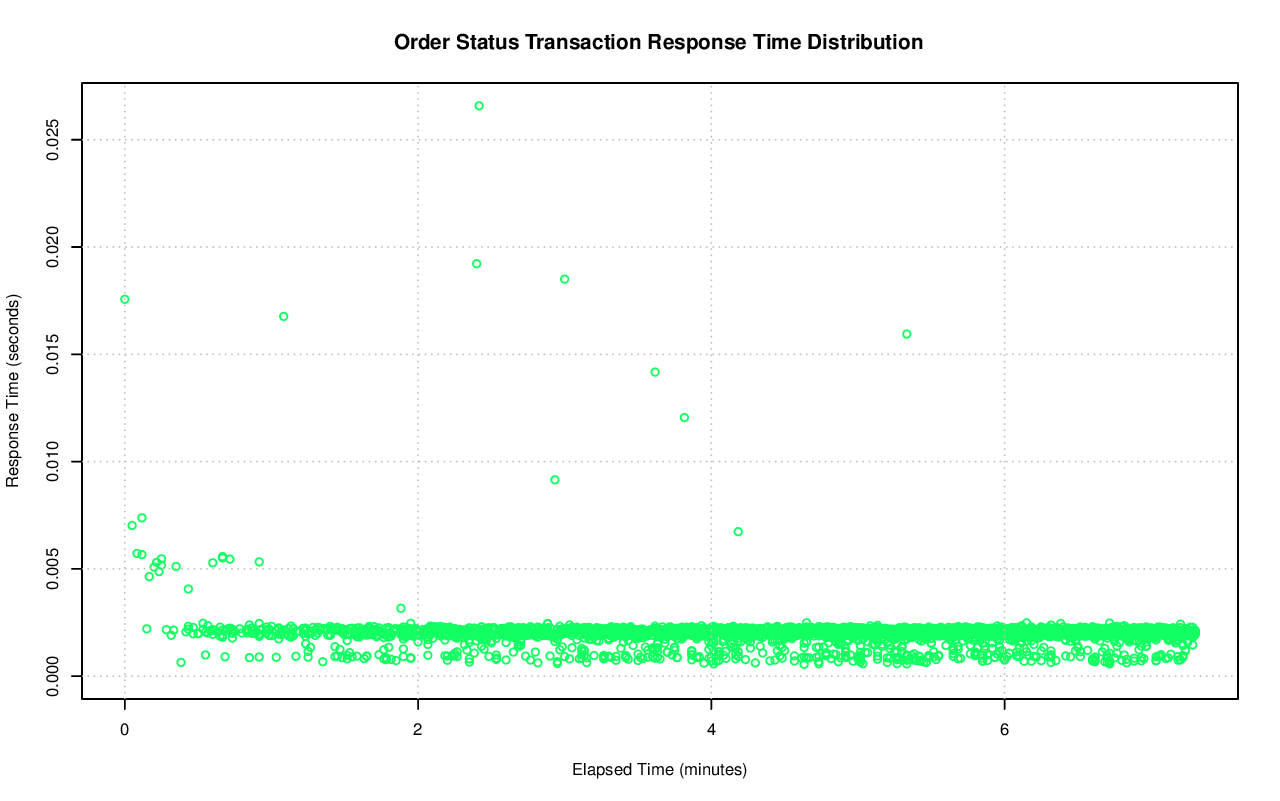 Order Status Transaction Response Time Distribution
Response Time (seconds)
0.025
0.020
0.015
0.010
0.005
0.000
0 2 4 6
Elapsed Time (minutes)